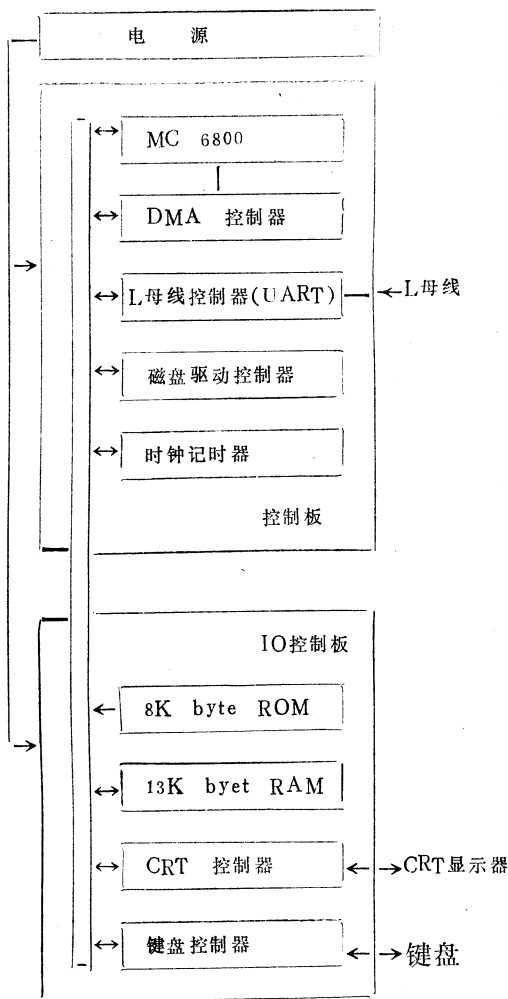 电 源
MC 6800
DMA 控制器
L母线控制器(UART)
L母线
磁盘驱动控制器
时钟记时器
控制板
IO控制板
8K byte ROM
13K byet RAM
CRT 控制器
CRT显示器
键盘控制器
键盘